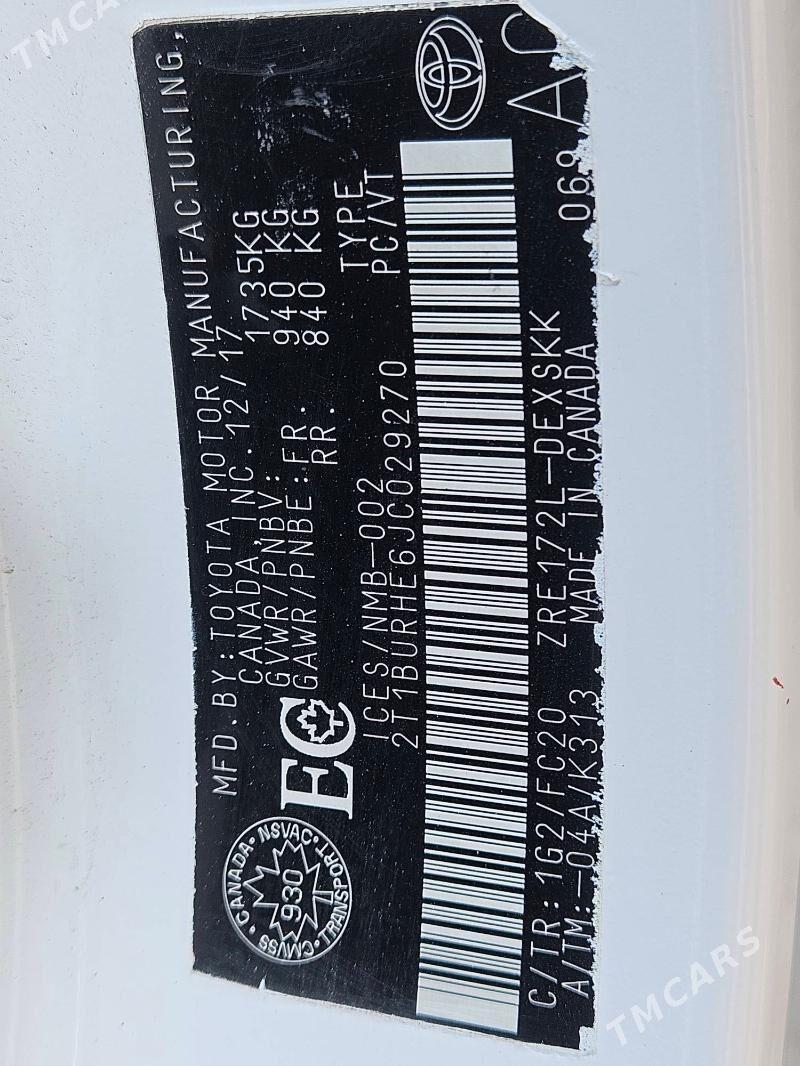 MFD.BY:TOYOTA MOTOR MANUFACTURING,
CANADA,INC.12/17
GVWR/PNBV: 1735KG
GAWR/PNBE:FR. 940 KG
RR. 840 KG
ICES/NMB-002 TYPE
2T1BURHE6JC029270 PC/VT
C/TR:1G2/FC20 ZRE172L-DEXSKK
A/TM:-04A/K313 MADE IN CANADA
069
EC
CANADA • NSVAC • TRANSPORT • CMVSS
930
TMCARS
TMCARS